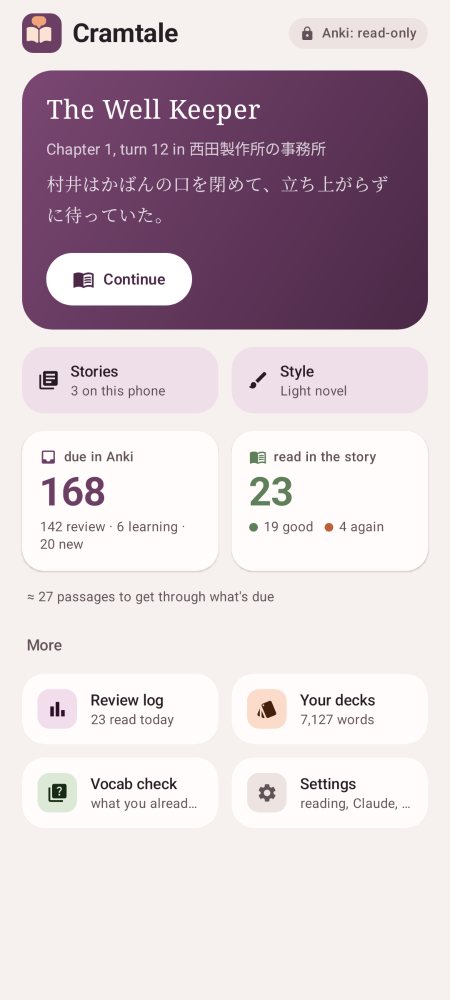 Cramtale
Anki: read-only
The Well Keeper
Chapter 1, turn 12 in 西田製作所の事務所
村井はかばんの口を閉めて、立ち上がらず
に待っていた。
Continue
Stories
3 on this phone
Style
Light novel
due in Anki
168
142 review · 6 learning ·
20 new
read in the story
23
19 good
4 again
≈ 27 passages to get through what's due
More
Review log
23 read today
Your decks
7,127 words
Vocab check
what you alread…
Settings
reading, Claude, …